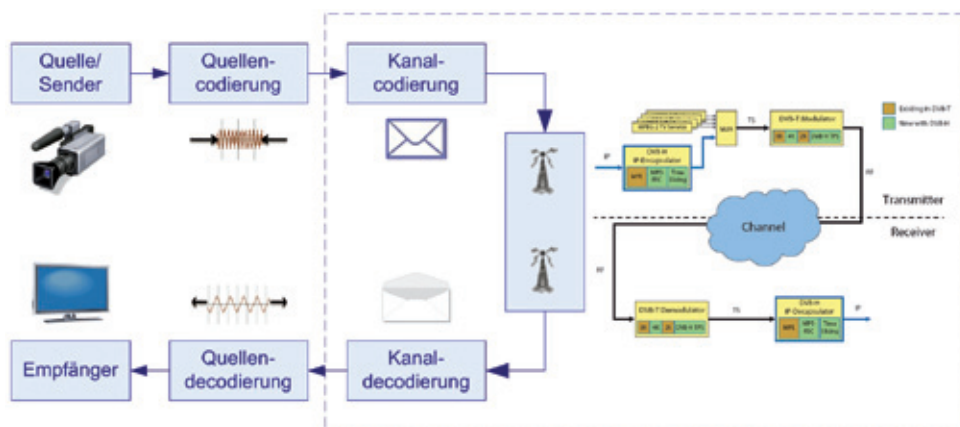 Quelle/
Sender
Quellen-
codierung
Kanal-
codierung
MUX
TS
DVB-T Modulator
8K 4K 2K DVB-H TPS
Existing in DVB-T
New with DVB-H
IP
DVB-H
IP-Encapsulator
MPE
MPE-
FEC
Time
Slicing
RF
Transmitter
Channel
Receiver
RF
DVB-T Demodulator
8K 4K 2K DVB-H TPS
TS
DVB-H
IP-Decapsulator
MPE
MPE-
FEC
Time
Slicing
IP
Empfänger
Quellen-
decodierung
Kanal-
decodierung